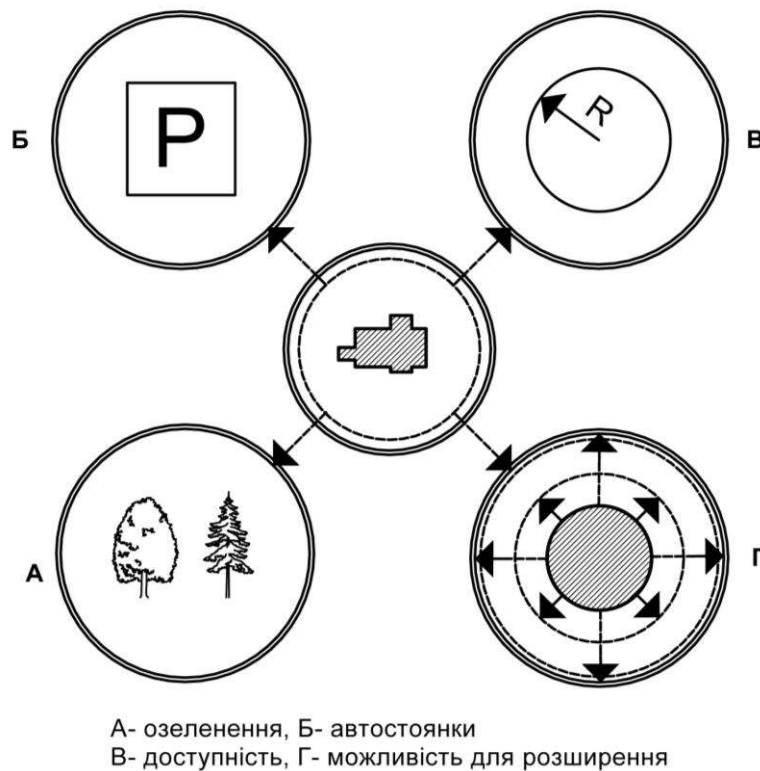 Б
P
R
В
А
Г
А- озеленення, Б- автостоянки
В- доступність, Г- можливість для розширення